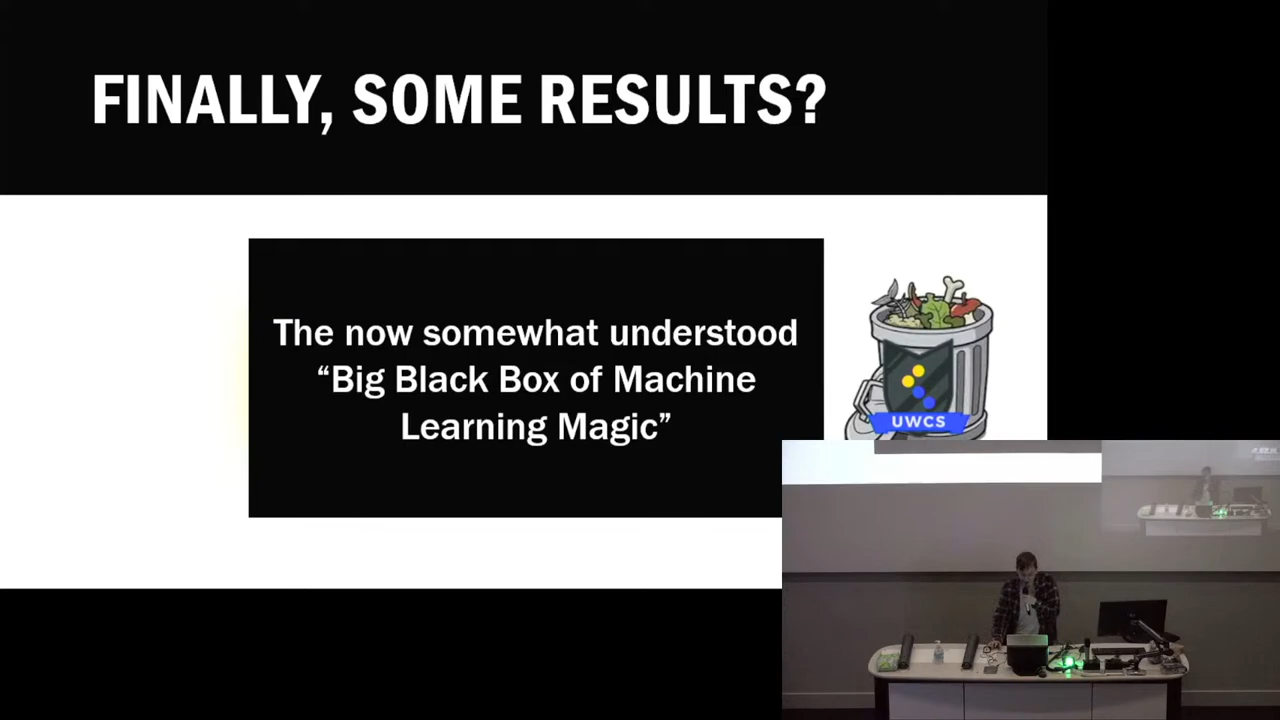 FINALLY, SOME RESULTS?
The now somewhat understood
“Big Black Box of Machine
Learning Magic”
UWCS